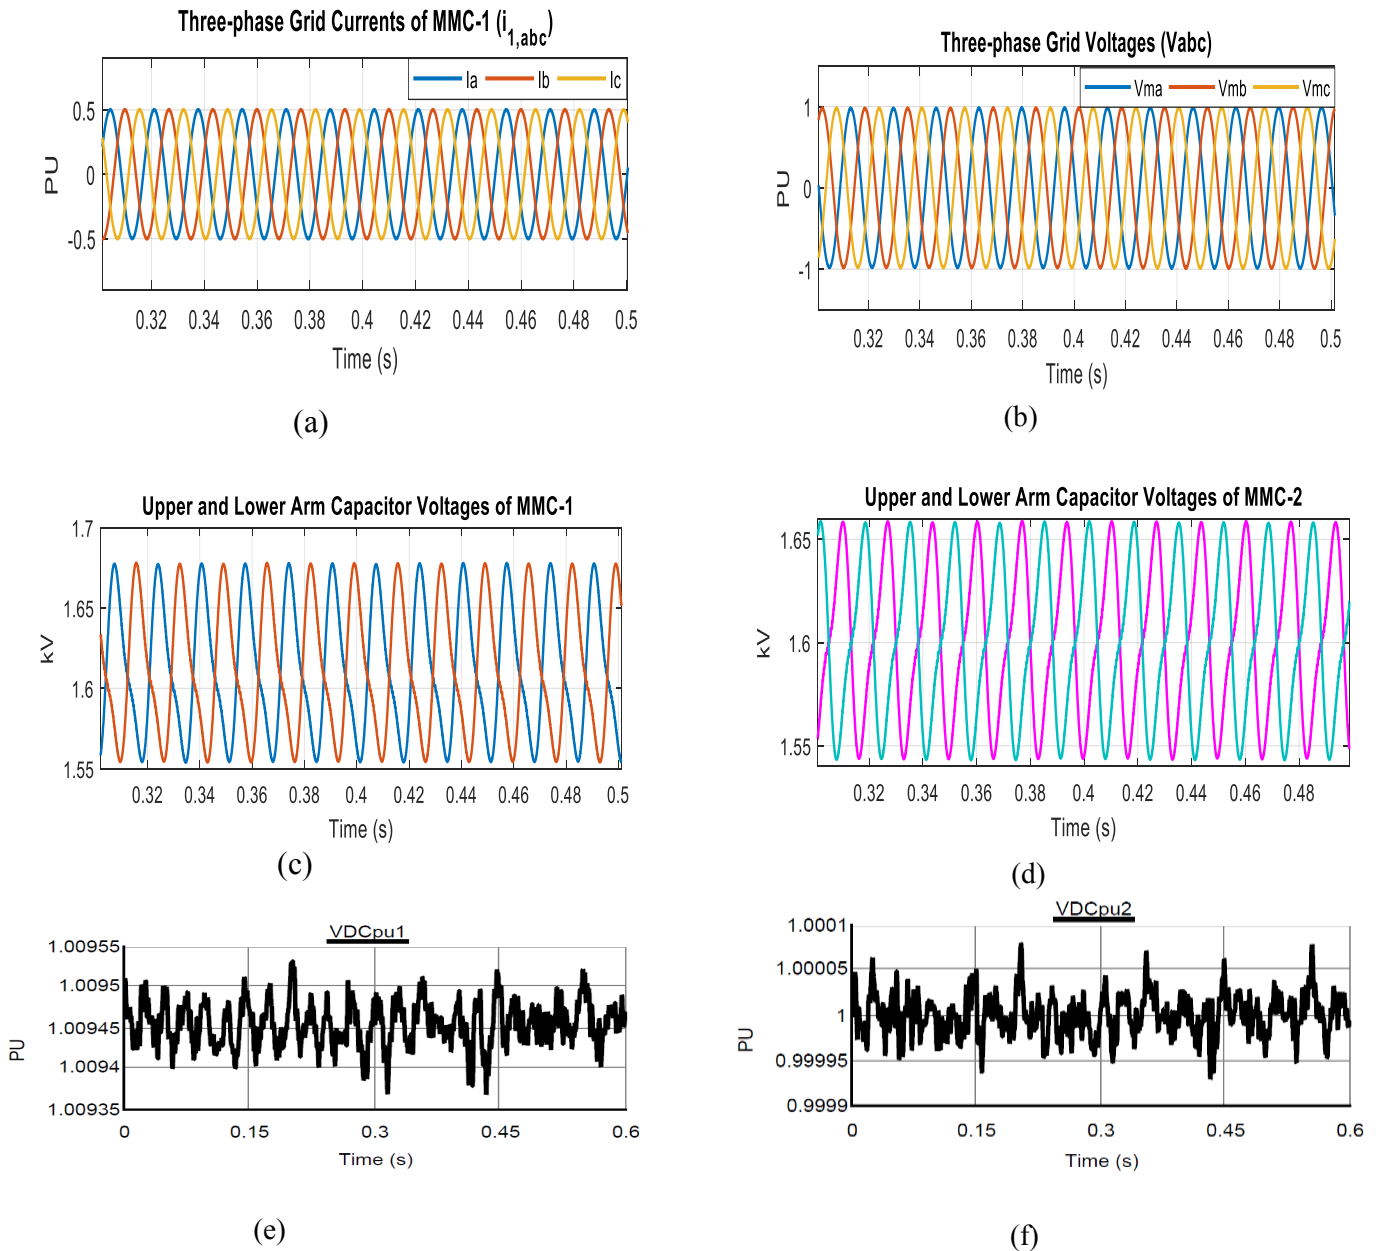 Three-phase Grid Currents of MMC-1 (i1,abc)
Ia Ib Ic
0.5
0
-0.5
PU
0.32 0.34 0.36 0.38 0.4 0.42 0.44 0.46 0.48 0.5
Time (s)
(a)
Three-phase Grid Voltages (Vabc)
Vma Vmb Vmc
1
0
-1
PU
0.32 0.34 0.36 0.38 0.4 0.42 0.44 0.46 0.48 0.5
Time (s)
(b)
Upper and Lower Arm Capacitor Voltages of MMC-1
1.7
1.65
1.6
1.55
kV
0.32 0.34 0.36 0.38 0.4 0.42 0.44 0.46 0.48 0.5
Time (s)
(c)
Upper and Lower Arm Capacitor Voltages of MMC-2
1.65
1.6
1.55
kV
0.32 0.34 0.36 0.38 0.4 0.42 0.44 0.46 0.48
Time (s)
(d)
VDCpu1
1.00955
1.0095
1.00945
1.0094
1.00935
PU
0 0.15 0.3 0.45 0.6
Time (s)
(e)
VDCpu2
1.0001
1.00005
1
0.99995
0.9999
PU
0 0.15 0.3 0.45 0.6
Time (s)
(f)